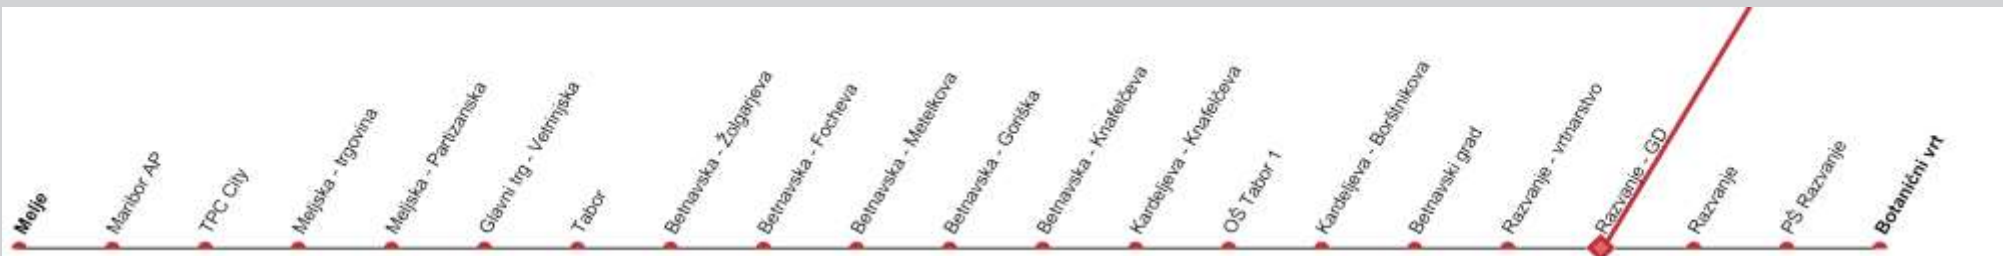 Melje
Maribor AP
TPC City
Meljska - trgovina
Meljska - Partizanska
Glavni trg - Vetrinjska
Tabor
Betnavska - Žolgarjeva
Betnavska - Focheva
Betnavska - Metelkova
Betnavska - Goriška
Betnavska - Knafelčeva
Kardeljeva - Knafelčeva
OŠ Tabor 1
Kardeljeva - Borštnikova
Betnavski grad
Razvanje - vrtnarstvo
Razvanje - GD
Razvanje
PŠ Razvanje
Botanični vrt